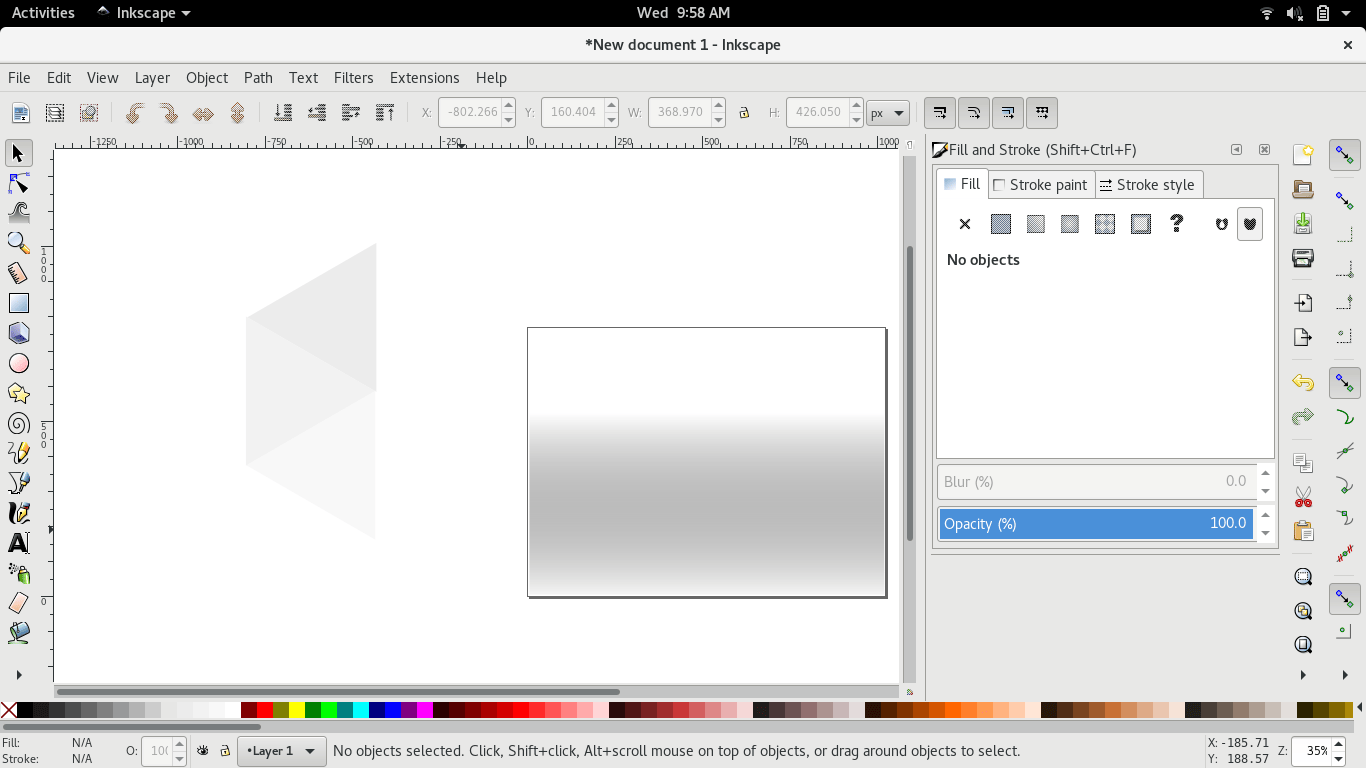 Activities Inkscape Wed 9:58 AM
*New document 1 - Inkscape
File Edit View Layer Object Path Text Filters Extensions Help
X: -802.266 Y: 160.404 W: 368.970 H: 426.050 px
-1250 -1000 -750 -500 -250 0 250 500 750 1000
1000
500
0
Fill and Stroke (Shift+Ctrl+F)
Fill Stroke paint Stroke style
No objects
Blur (%) 0.0
Opacity (%) 100.0
Fill: N/A
Stroke: N/A
O: 100
•Layer 1
No objects selected. Click, Shift+click, Alt+scroll mouse on top of objects, or drag around objects to select.
X: -185.71
Y: 188.57
Z: 35%